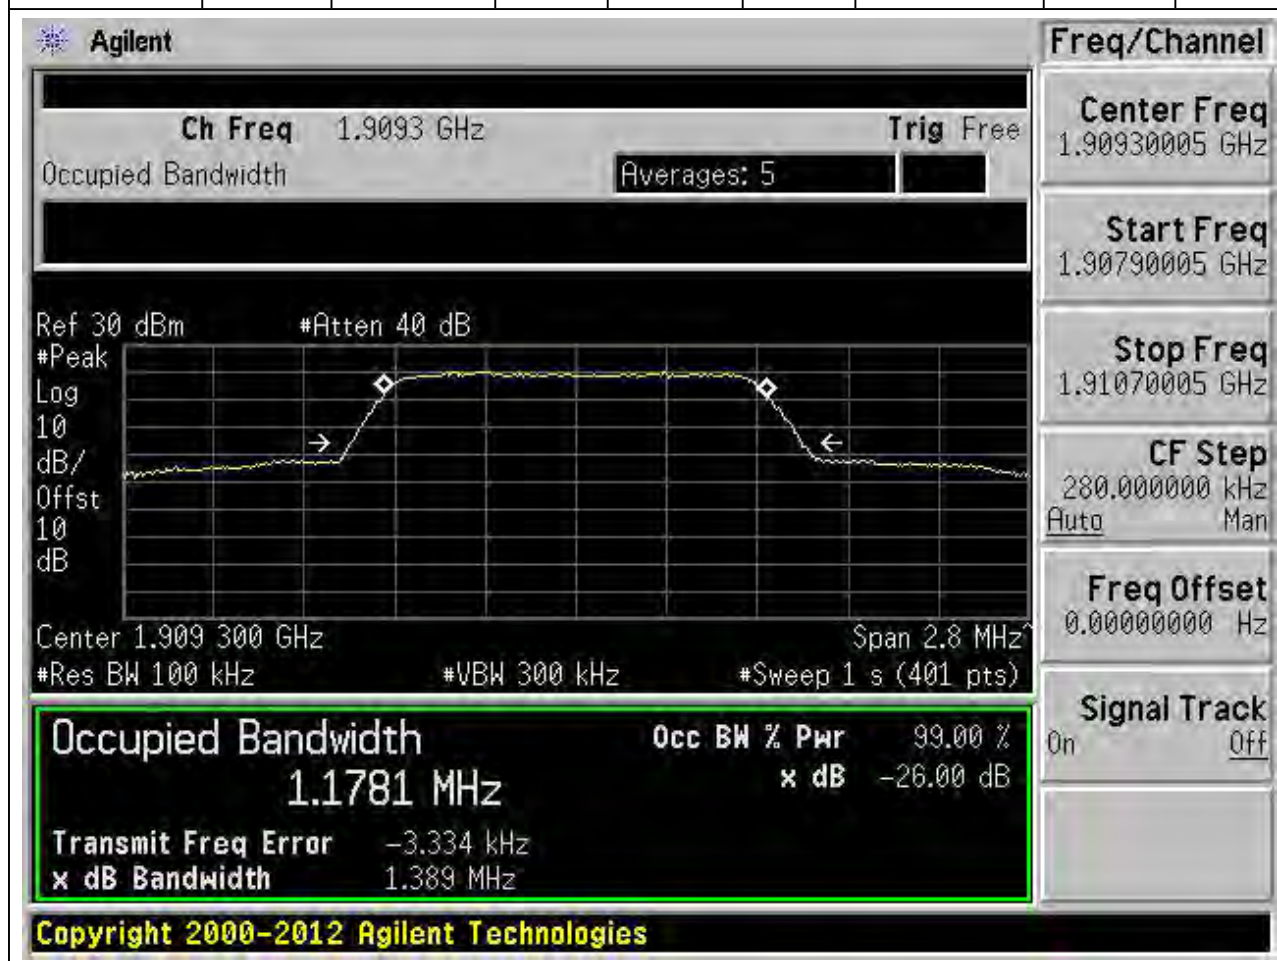 Agilent
Freq/Channel
Ch Freq 1.9093 GHz Trig Free
Occupied Bandwidth Averages: 5
Center Freq
1.90930005 GHz
Start Freq
1.90790005 GHz
Stop Freq
1.91070005 GHz
CF Step
280.000000 kHz
Auto Man
Freq Offset
0.00000000 Hz
Signal Track
On Off
Ref 30 dBm #Atten 40 dB
#Peak
Log
10
dB/
Offst
10
dB
Center 1.909 300 GHz Span 2.8 MHz^
#Res BW 100 kHz #VBW 300 kHz #Sweep 1 s (401 pts)
Occupied Bandwidth Occ BW % Pwr 99.00 %
1.1781 MHz x dB -26.00 dB
Transmit Freq Error -3.334 kHz
x dB Bandwidth 1.389 MHz
Copyright 2000-2012 Agilent Technologies